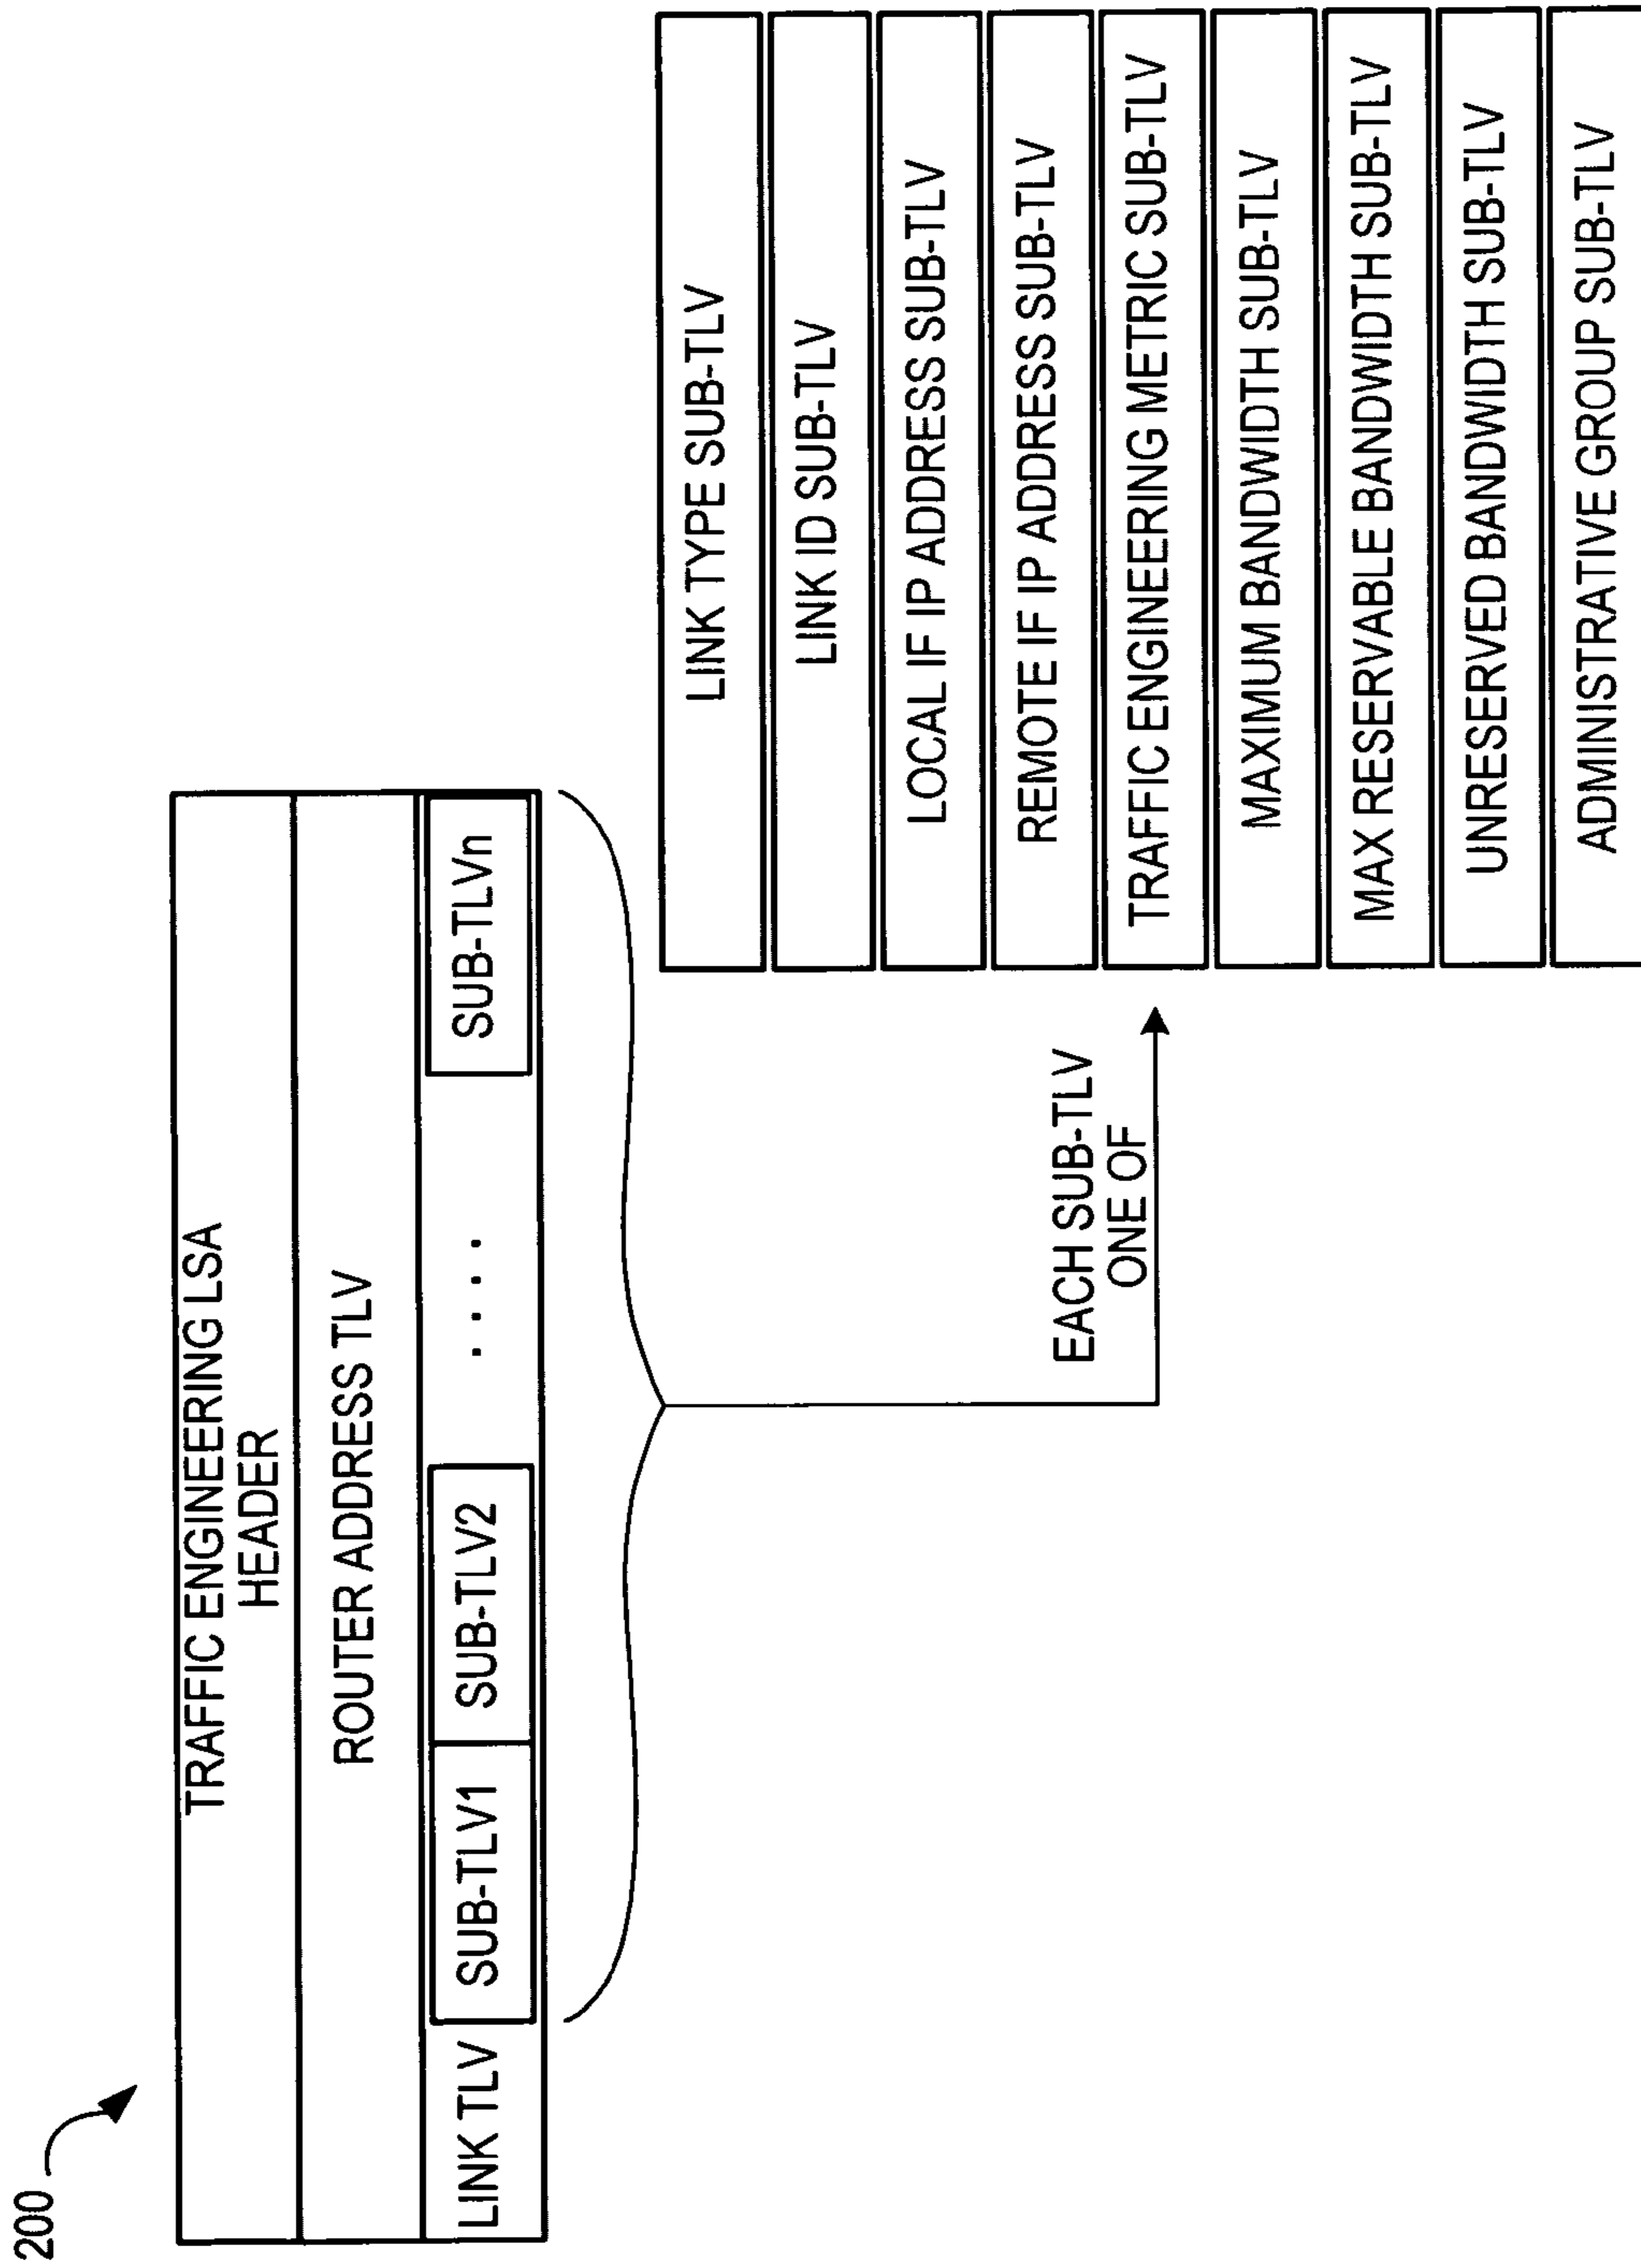 200
TRAFFIC ENGINEERING LSA
HEADER
ROUTER ADDRESS TLV
LINK TLV SUB-TLV1 SUB-TLV2 .... SUB-TLVn
EACH SUB-TLV
ONE OF
LINK TYPE SUB-TLV
LINK ID SUB-TLV
LOCAL IF IP ADDRESS SUB-TLV
REMOTE IF IP ADDRESS SUB-TLV
TRAFFIC ENGINEERING METRIC SUB-TLV
MAXIMUM BANDWIDTH SUB-TLV
MAX RESERVABLE BANDWIDTH SUB-TLV
UNRESERVED BANDWIDTH SUB-TLV
ADMINISTRATIVE GROUP SUB-TLV